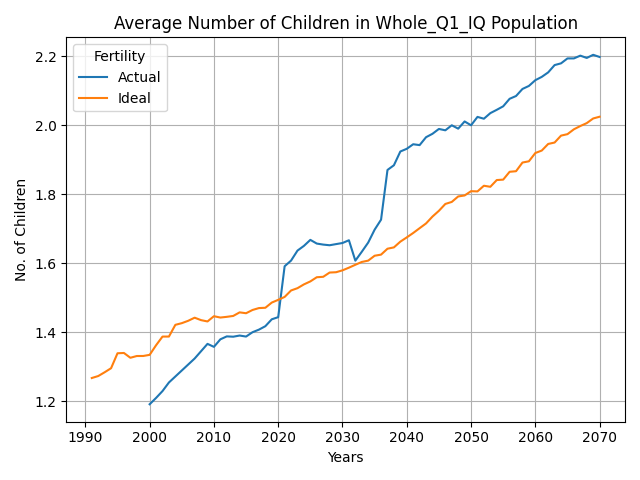 Average Number of Children in Whole_Q1_IQ Population
Fertility
Actual
Ideal
No. of Children
2.2
2.0
1.8
1.6
1.4
1.2
1990 2000 2010 2020 2030 2040 2050 2060 2070
Years